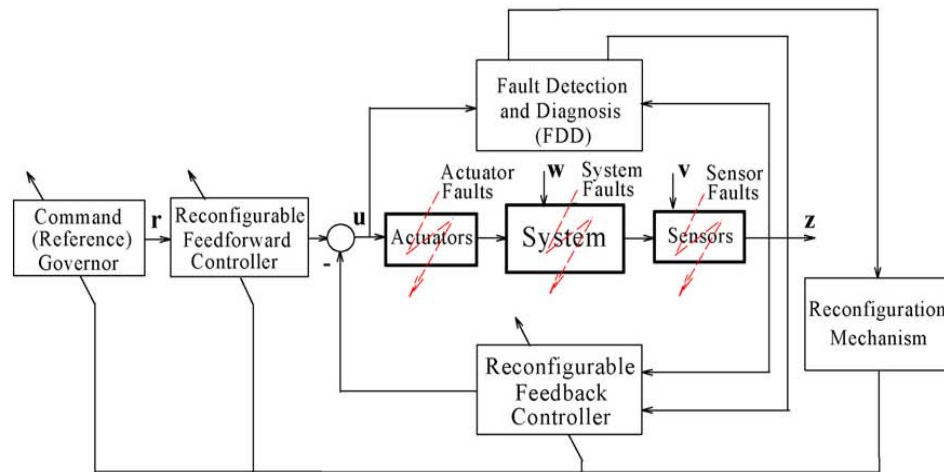 Fault Detection
and Diagnosis
(FDD)
Actuator
Faults
w
System
Faults
v
Sensor
Faults
Command
(Reference)
Governor
r
Reconfigurable
Feedforward
Controller
-
u
Actuators
System
Sensors
z
Reconfiguration
Mechanism
Reconfigurable
Feedback
Controller